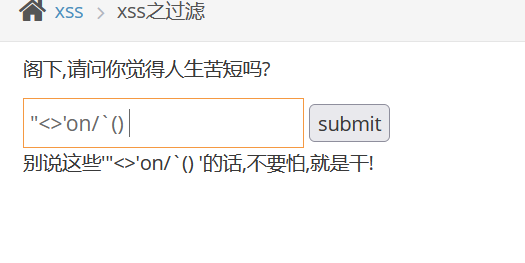 xss > xss之过滤
阁下,请问你觉得人生苦短吗?
"<>'on/`()
submit
别说这些'"<>'on/`() '的话,不要怕,就是干!